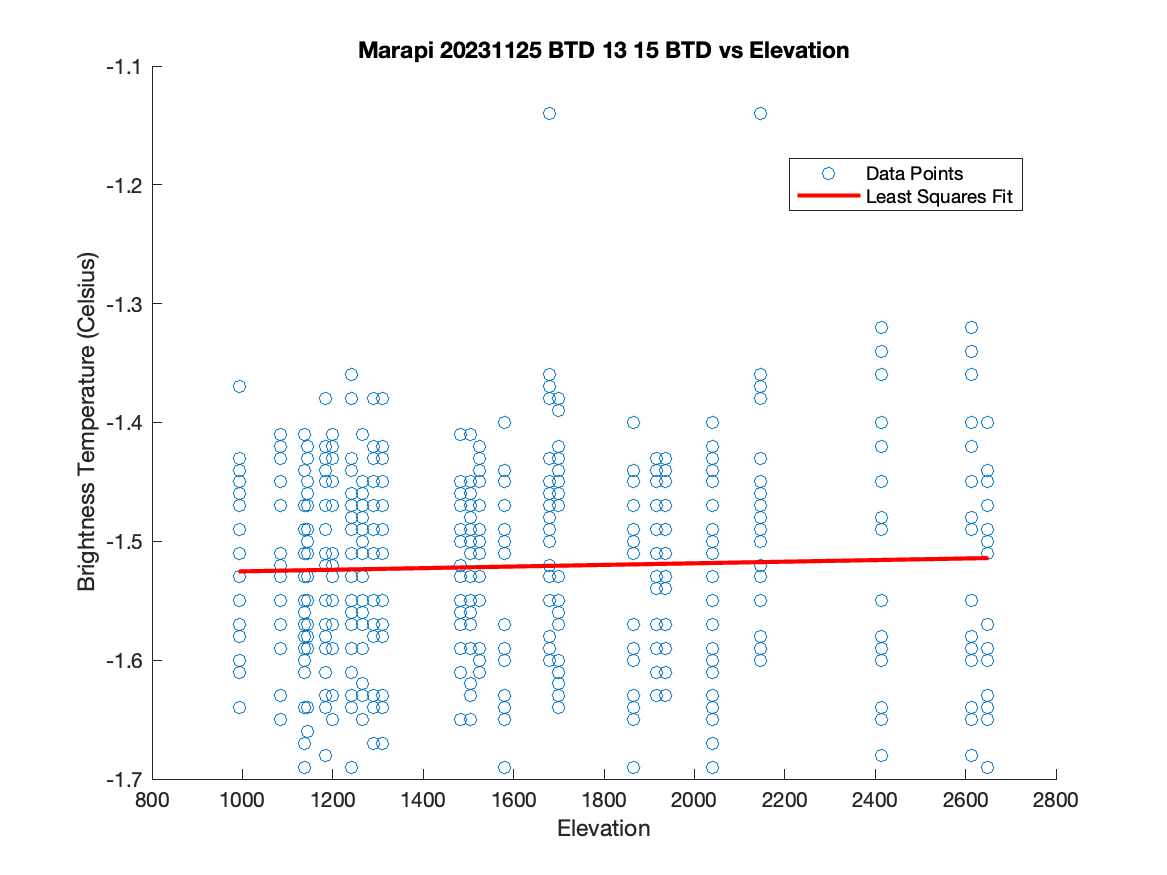 Marapi 20231125 BTD 13 15 BTD vs Elevation
-1.1
-1.2
-1.3
-1.4
-1.5
-1.6
-1.7
Brightness Temperature (Celsius)
Data Points
Least Squares Fit
800 1000 1200 1400 1600 1800 2000 2200 2400 2600 2800
Elevation